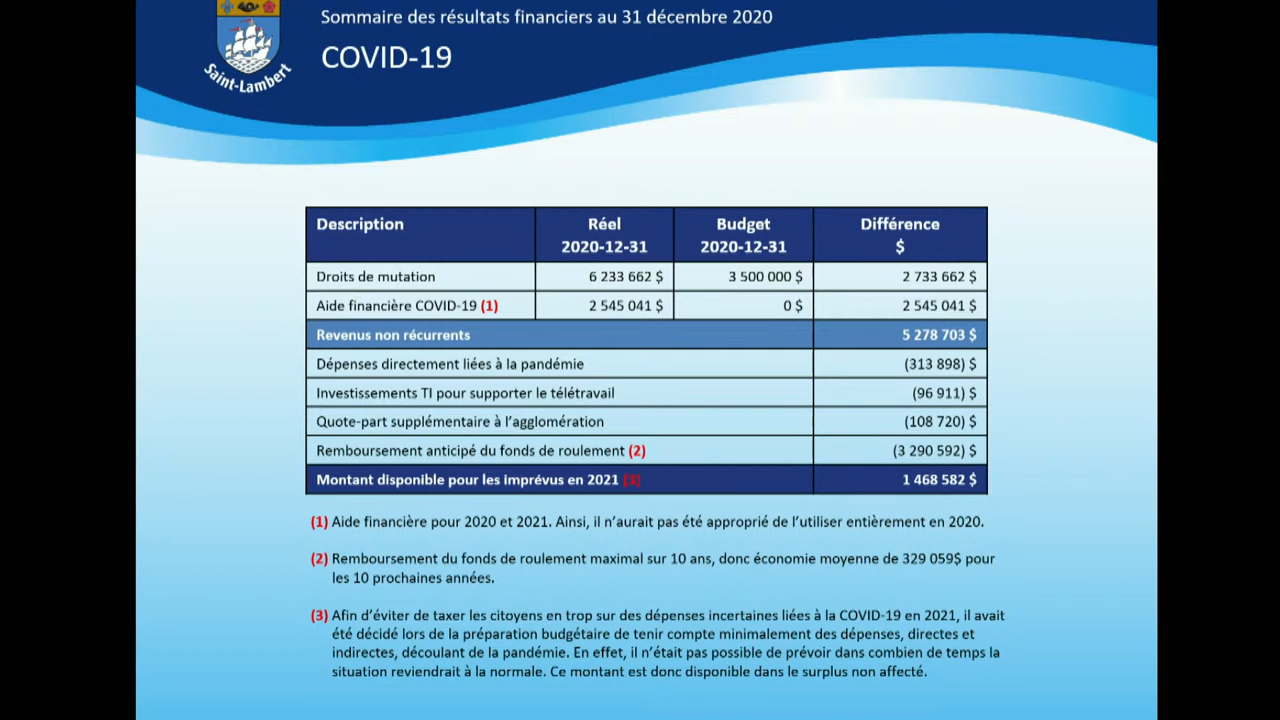 Sommaire des résultats financiers au 31 décembre 2020
COVID-19
Saint-Lambert
Description Réel 2020-12-31 Budget 2020-12-31 Différence $
Droits de mutation 6 233 662 $ 3 500 000 $ 2 733 662 $
Aide financière COVID-19 (1) 2 545 041 $ 0 $ 2 545 041 $
Revenus non récurrents 5 278 703 $
Dépenses directement liées à la pandémie (313 898) $
Investissements TI pour supporter le télétravail (96 911) $
Quote-part supplémentaire à l’agglomération (108 720) $
Remboursement anticipé du fonds de roulement (2) (3 290 592) $
Montant disponible pour les imprévus en 2021 (3) 1 468 582 $
(1) Aide financière pour 2020 et 2021. Ainsi, il n’aurait pas été approprié de l’utiliser entièrement en 2020.
(2) Remboursement du fonds de roulement maximal sur 10 ans, donc économie moyenne de 329 059$ pour
les 10 prochaines années.
(3) Afin d’éviter de taxer les citoyens en trop sur des dépenses incertaines liées à la COVID-19 en 2021, il avait
été décidé lors de la préparation budgétaire de tenir compte minimalement des dépenses, directes et
indirectes, découlant de la pandémie. En effet, il n’était pas possible de prévoir dans combien de temps la
situation reviendrait à la normale. Ce montant est donc disponible dans le surplus non affecté.